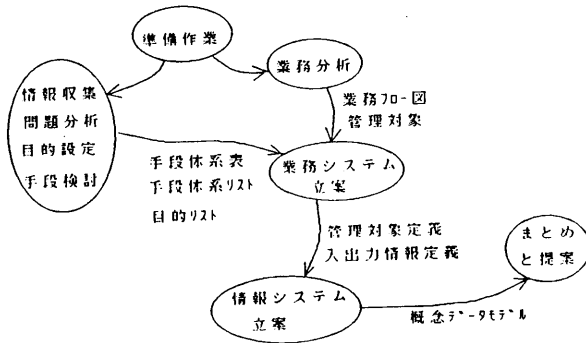 準備作業
業務分析
情報収集
問題分析
目的設定
手段検討
業務フロー図
管理対象
手段体系表
手段体系リスト
目的リスト
業務システム
立案
管理対象定義
入出力情報定義
まとめ
と提案
情報システム
立案
概念データモデル